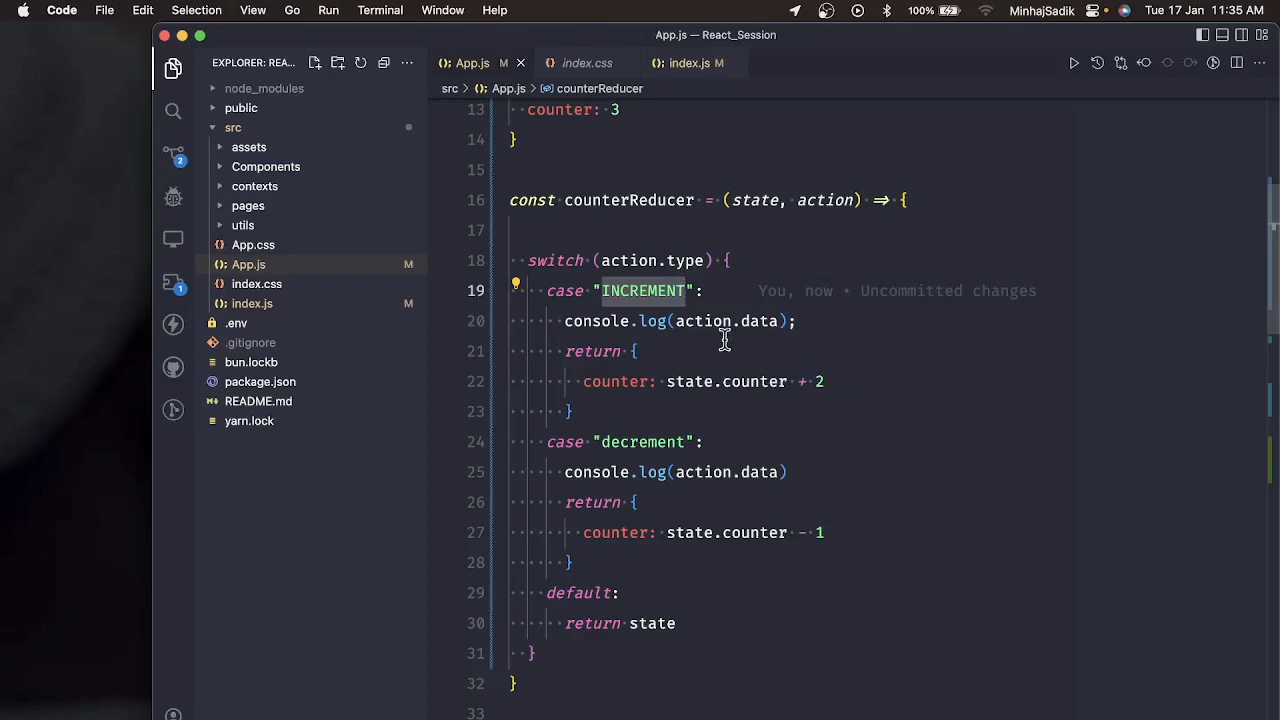 Code File Edit Selection View Go Run Terminal Window Help 100% MinhajSadik Tue 17 Jan 11:35 AM
App.js — React_Session
EXPLORER: REA... ...
App.js M
index.css
index.js M
src > App.js > counterReducer
node_modules
public
src
assets
Components
contexts
pages
utils
App.css
App.js M
index.css
index.js M
.env
.gitignore
bun.lockb
package.json
README.md
yarn.lock
2
1
13 counter: 3
14 }
15
16 const counterReducer = (state, action) => {
17
18 switch (action.type) {
19 case "INCREMENT": You, now • Uncommitted changes
20 console.log(action.data);
21 return {
22 counter: state.counter + 2
23 }
24 case "decrement":
25 console.log(action.data)
26 return {
27 counter: state.counter - 1
28 }
29 default:
30 return state
31 }
32 }
33